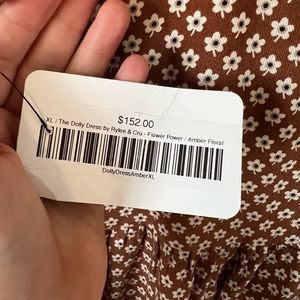 $152.00
XL / The Dolly Dress by Rylee & Cru - Flower Power / Amber Floral
DollyDressAmberXL